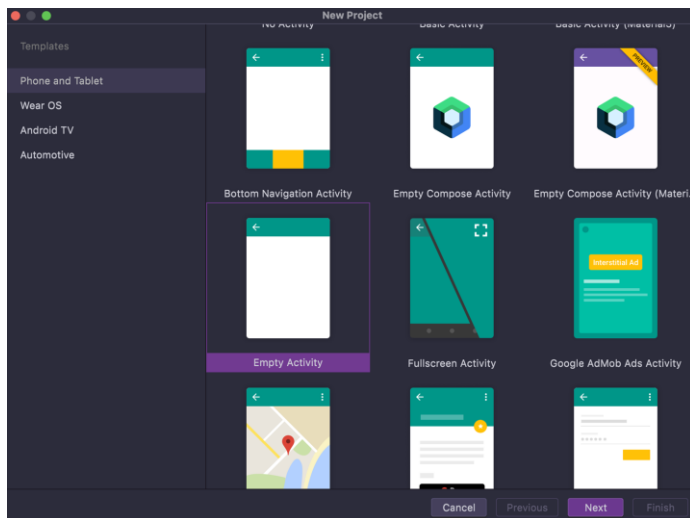 New Project
No Activity
Basic Activity
Basic Activity (Material3)
Templates
Phone and Tablet
Wear OS
Android TV
Automotive
PREVIEW
Bottom Navigation Activity
Empty Compose Activity
Empty Compose Activity (Materi.
Interstitial Ad
Empty Activity
Fullscreen Activity
Google AdMob Ads Activity
Cancel
Previous
Next
Finish